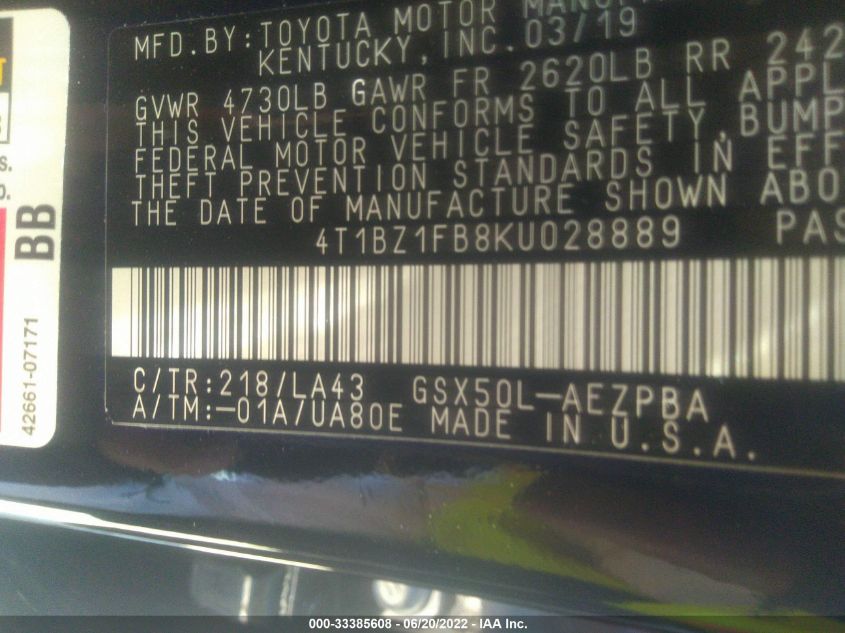 MFD. BY: TOYOTA MOTOR
KENTUCKY, INC. 03/19
GVWR 4730LB GAWR FR 2620LB RR 242
THIS VEHICLE CONFORMS TO ALL APPL
FEDERAL MOTOR VEHICLE SAFETY, BUMP
THEFT PREVENTION STANDARDS IN EFF
THE DATE OF MANUFACTURE SHOWN ABO
4T1BZ1FB8KU028889 PAS
C/TR:218/LA43 GSX50L-AEZPBA
A/TM:-01A/UA80E MADE IN U.S.A.
BB
42661-07171
000-33385608 - 06/20/2022 - IAA Inc.